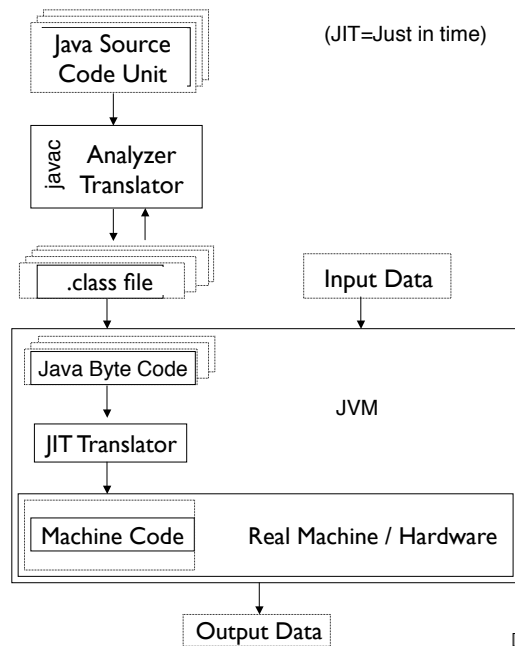 Java Source
Code Unit
(JIT=Just in time)
javac
Analyzer
Translator
.class file
Input Data
Java Byte Code
JVM
JIT Translator
Machine Code
Real Machine / Hardware
Output Data